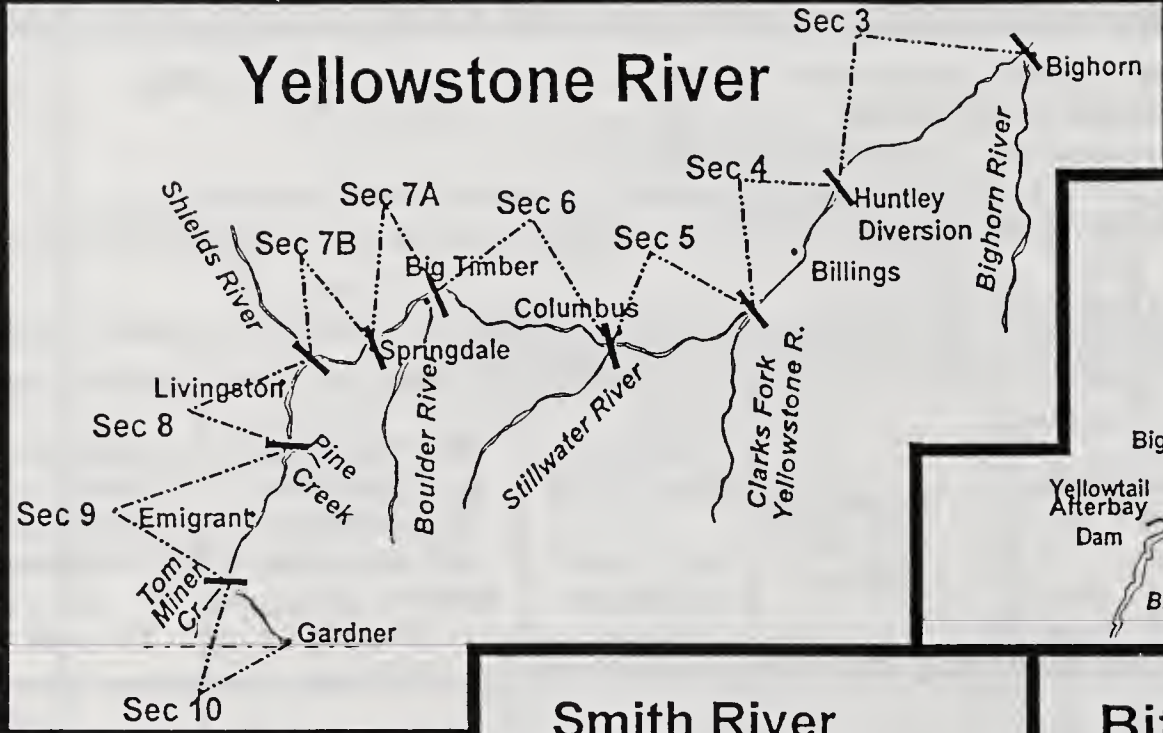 Sec 3
Yellowstone River
Bighorn
Bighorn River
Sec 4
Huntley
Diversion
Billings
Shields River
Sec 7A
Sec 6
Sec 7B
Sec 5
Big Timber
Columbus
Springdale
Livingston
Sec 8
Boulder River
Stillwater River
Clarks Fork
Yellowstone R.
Pine
Creek
Sec 9
Emigrant
Tom
Miner
Cr.
Gardner
Sec 10
Big
Yellowtail
Afterbay
Dam
B
Smith River